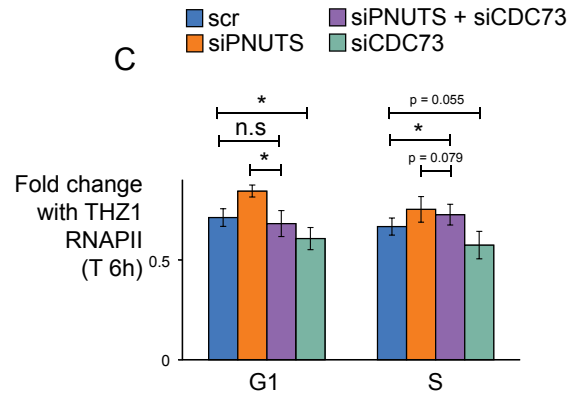 scr
siPNUTS + siCDC73
siPNUTS
siCDC73
C
*
n.s
*
p = 0.055
*
p = 0.079
Fold change
with THZ1
RNAPII
(T 6h)
0.5
0
G1
S